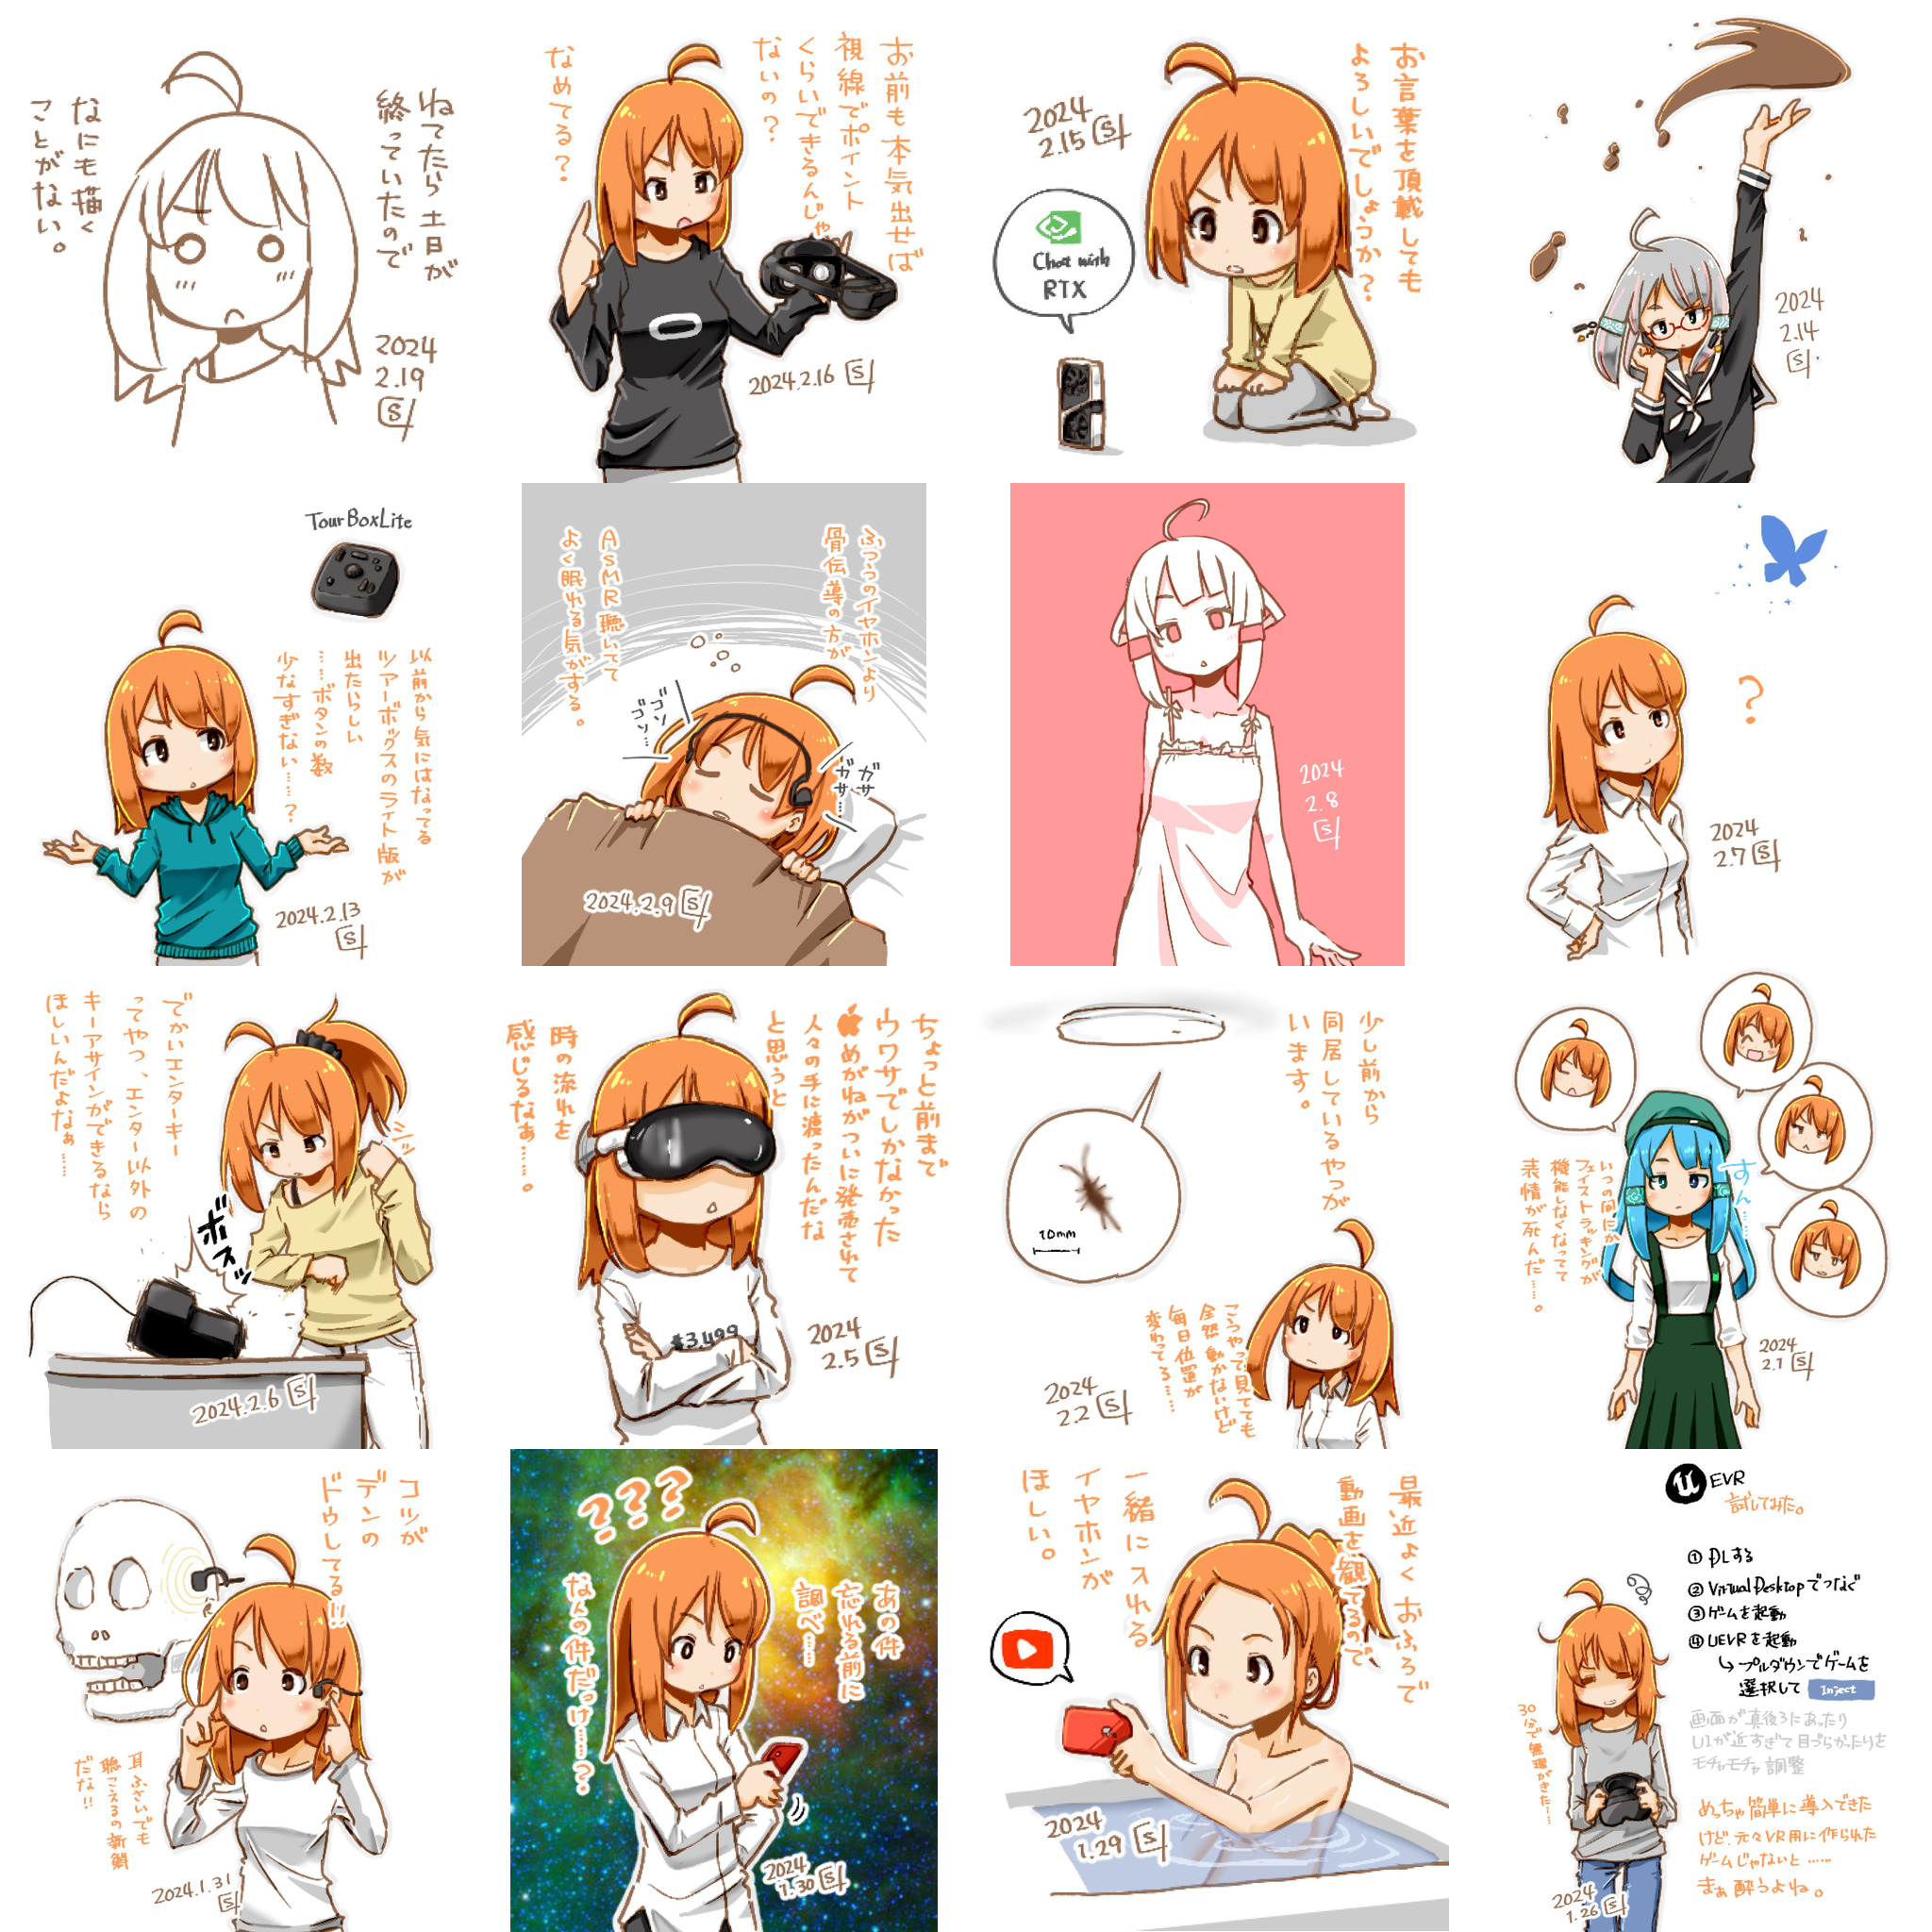 ねてたら土日が
終っていたので
なにも描く
ことがない。
2024
2.19
お前も本気出せば
視線でポイント
くらいできるんじゃ
ないの?
なめてる?
2024.2.16
お言葉を頂戴しても
よろしいでしょうか?
2024
2.15
Chat with
RTX
2024
2.14
TourBoxLite
以前から気にはなってる
ツアーボックスのライト版が
出たらしい
……ボタンの数
少なすぎない……?
2024.2.13
ふつうのイヤホンより
骨伝導の方が
ASMR聴いてて
よく眠れる気がする。
ゴソ
ゴソ…
ガサ
ガサ…
2024.2.9
2024
2.8
?
2024
2.7
でかいエンターキー
ってやつ、エンター以外の
キーアサインができるなら
ほしいんだよなぁ……
ボスッ
2024.2.6
ちょっと前まで
ウワサでしかなかった
めがねがついに発売されて
人々の手に渡ったんだな
と思うと
時の流れを
感じるなぁ……。
$3,499
2024
2.5
少し前から
同居しているやつが
います。
10mm
こうやって見てても
全然動かないけど
毎日位置が
変わってる……
2024
2.2
いつの間にか
フェイストラッキングが
機能しなくなってて
表情が死んだ……。
すん……
2024
2.1
コツが
デンの
ドウしてる!!
耳ふさいでも
聴こえるの新鮮
だな!!
2024.1.31
???
あの件
忘れる前に
調べ……
なんの件だっけ……?
2024
1.30
最近よくおふろで
動画を観てるので、
一緒に入れる
イヤホンが
ほしい。
2024
1.29
EVR
試してみた。
① DLする
② Virtual Desktopでつなぐ
③ ゲームを起動
④ UEVRを起動
↳ プルダウンでゲームを
選択して Inject
画面が真後ろにあったり
UIが近すぎて目づらかったりを
モチャモチャ調整
めっちゃ簡単に導入できた
けど、元々VR用に作られた
ゲームじゃないと……
まぁ酔うよね。
30分で無理がきた…
2024
1.26